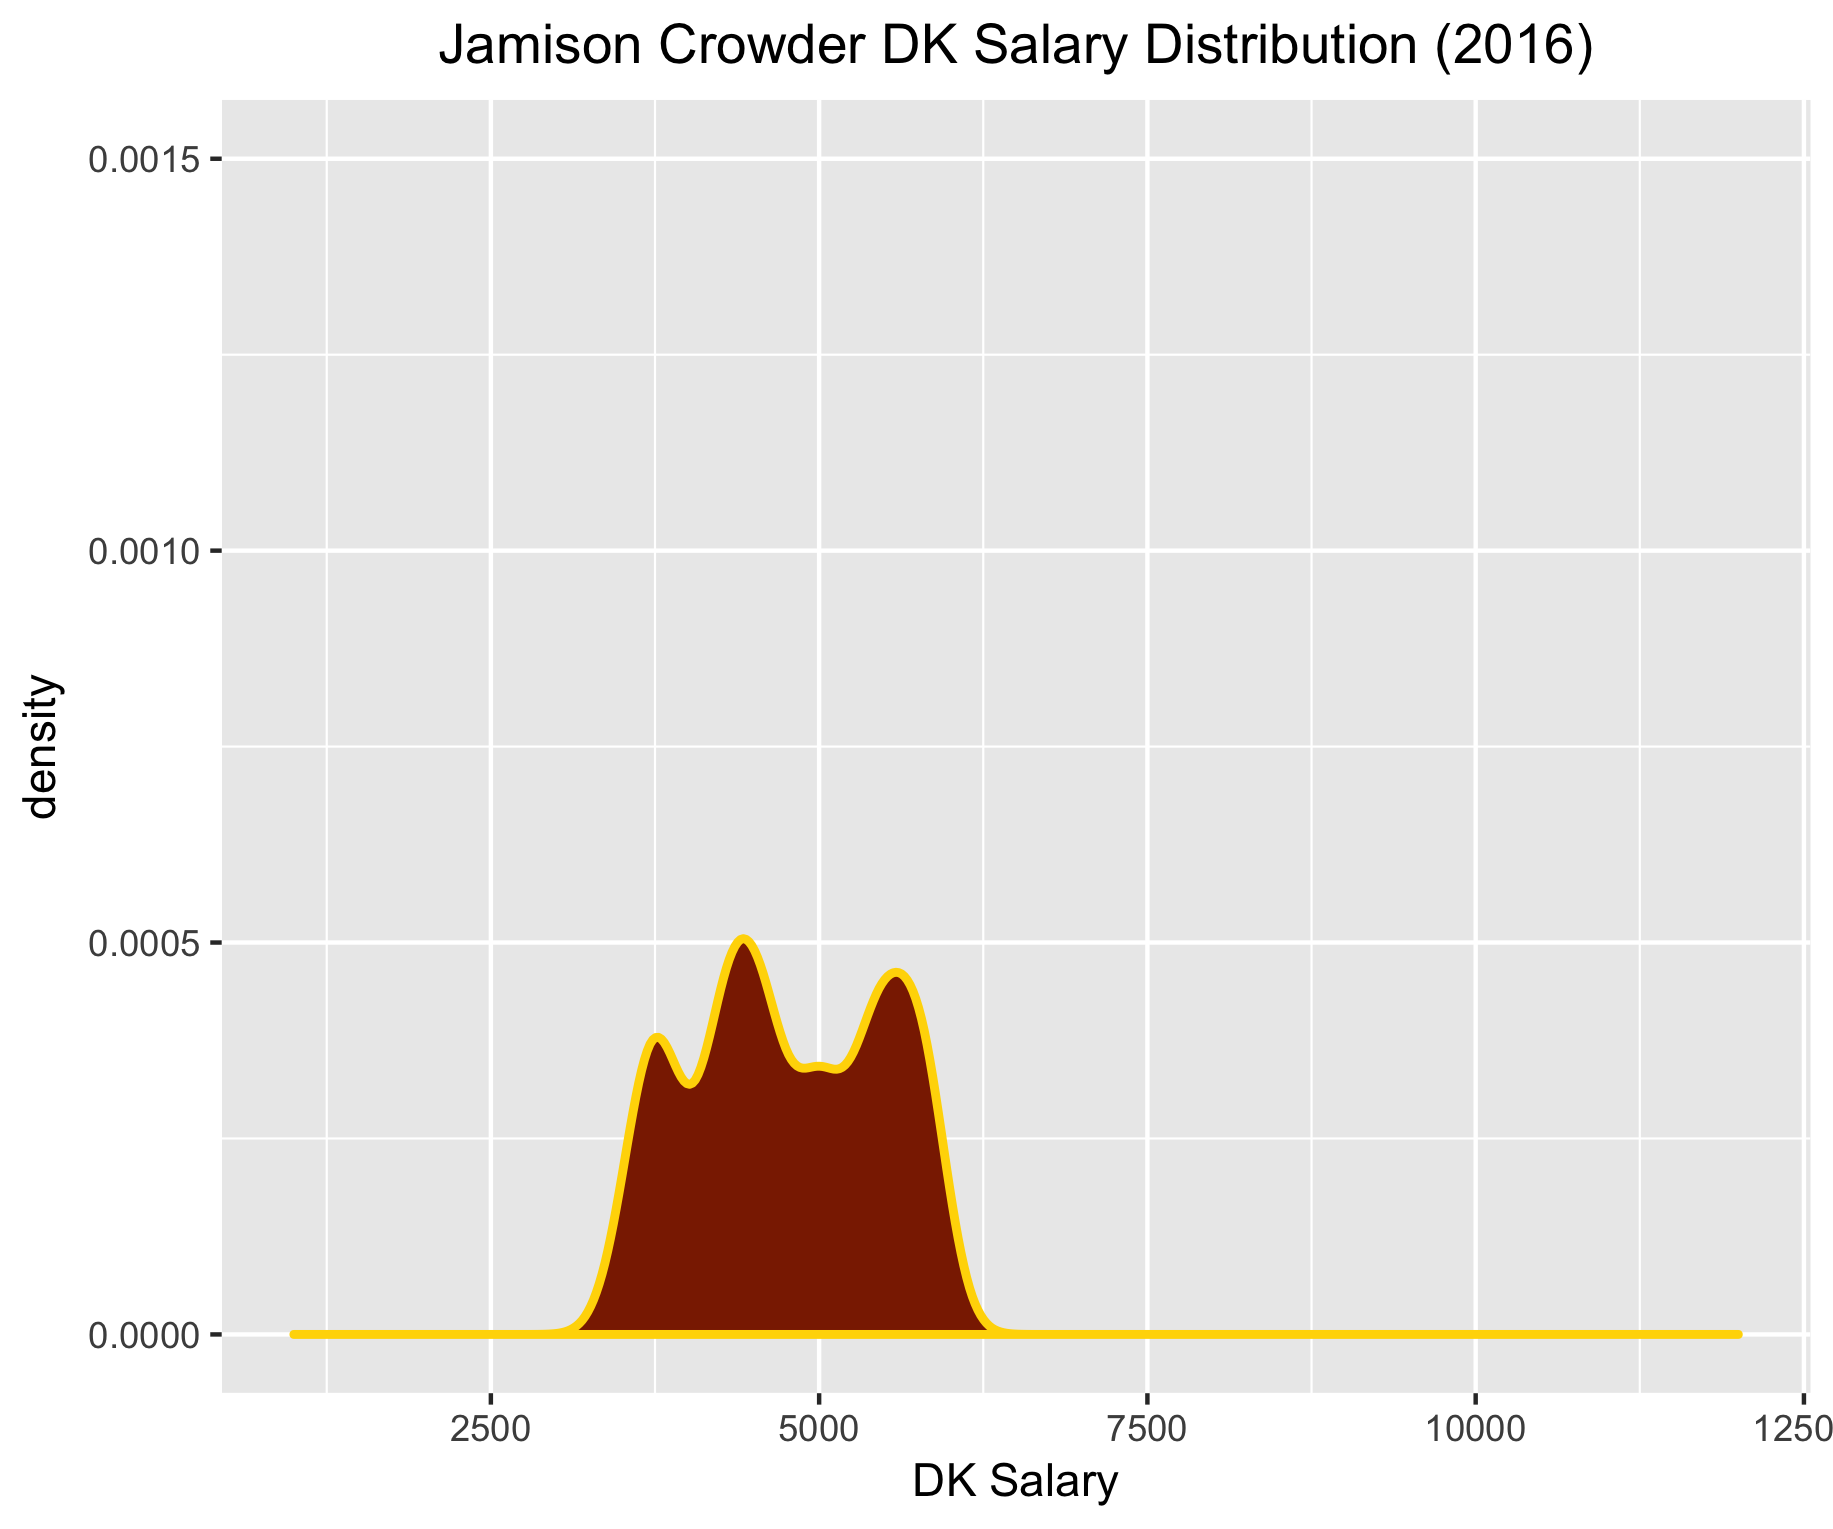 Jamison Crowder DK Salary Distribution (2016)
0.0015
0.0010
density
0.0005
0.0000
2500 5000 7500 10000 1250
DK Salary